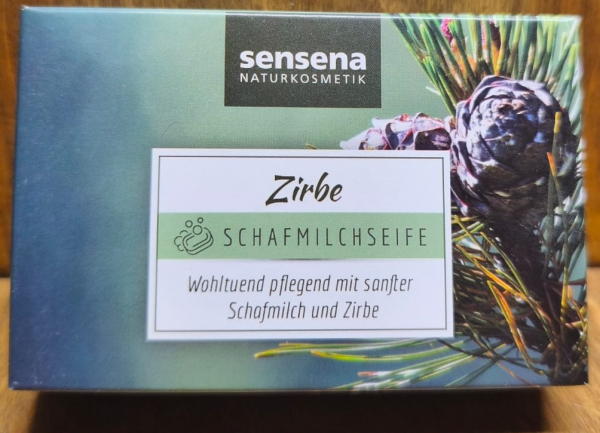 sensena
NATURKOSMETIK
Zirbe
SCHAFMILCHSEIFE
Wohltuend pflegend mit sanfter
Schafmilch und Zirbe